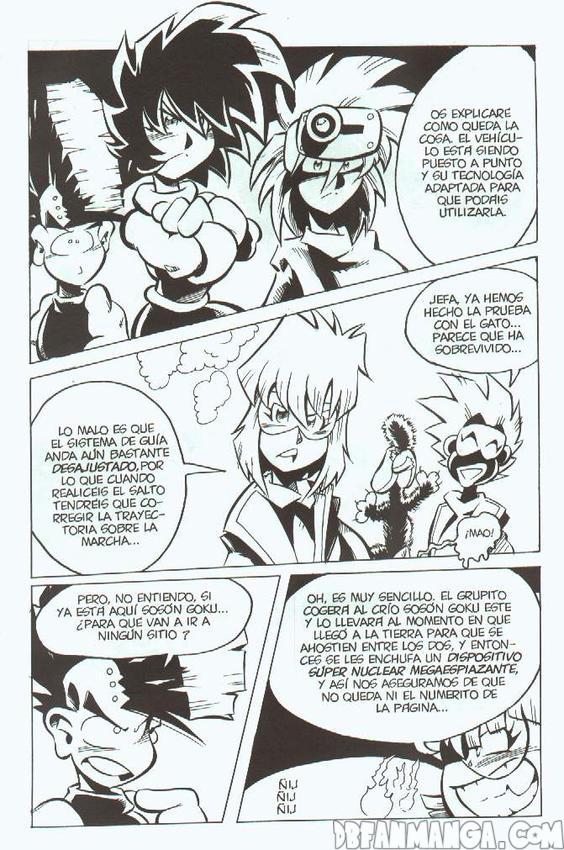 OS EXPLICARE
COMO QUEDA LA
COSA. EL VEHÍCU-
LO ESTÁ SIENDO
PUESTO A PUNTO
Y SU TECNOLOGÍA
ADAPTADA PARA
QUE PODÁIS
UTILIZARLA.
JEFA, YA HEMOS
HECHO LA PRUEBA
CON EL GATO...
PARECE QUE HA
SOBREVIVIDO...
LO MALO ES QUE
EL SISTEMA DE GUÍA
ANDA AÚN BASTANTE
DESAJUSTADO, POR
LO QUE CUANDO
REALICÉIS EL SALTO
TENDRÉIS QUE CO-
RREGIR LA TRAYEC-
TORIA SOBRE LA
MARCHA...
¡MAO!
PERO, NO ENTIENDO, SI
YA ESTÁ AQUÍ SOSÓN GOKU...
¿PARA QUE VAN A IR A
NINGÚN SITIO ?
OH, ES MUY SENCILLO. EL GRUPITO
COGERÁ AL CRÍO SOSÓN GOKU ESTE
Y LO LLEVARÁ AL MOMENTO EN QUE
LLEGÓ A LA TIERRA PARA QUE SE
AHOSTIEN ENTRE LOS DOS, Y ENTON-
CES SE LES ENCHUFA UN DISPOSITIVO
SÚPER NUCLEAR MEGAESPIAZANTE,
Y ASÍ NOS ASEGURAMOS DE QUE
NO QUEDA NI EL NUMERITO DE
LA PÁGINA...
ÑIJ
ÑIJ
ÑIJ
DBFANMANGA.COM